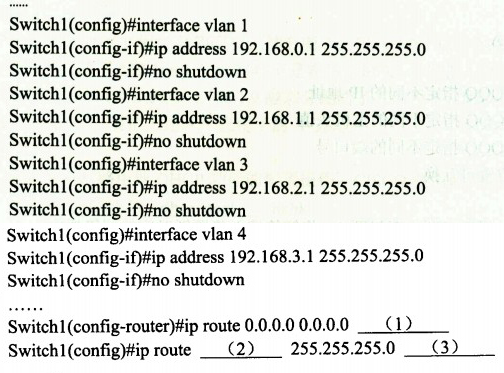 ......
Switch1(config)#interface vlan 1
Switch1(config-if)#ip address 192.168.0.1 255.255.255.0
Switch1(config-if)#no shutdown
Switch1(config)#interface vlan 2
Switch1(config-if)#ip address 192.168.1.1 255.255.255.0
Switch1(config-if)#no shutdown
Switch1(config)#interface vlan 3
Switch1(config-if)#ip address 192.168.2.1 255.255.255.0
Switch1(config-if)#no shutdown
Switch1(config)#interface vlan 4
Switch1(config-if)#ip address 192.168.3.1 255.255.255.0
Switch1(config-if)#no shutdown
......
Switch1(config-router)#ip route 0.0.0.0 0.0.0.0 (1)
Switch1(config)#ip route (2) 255.255.255.0 (3)